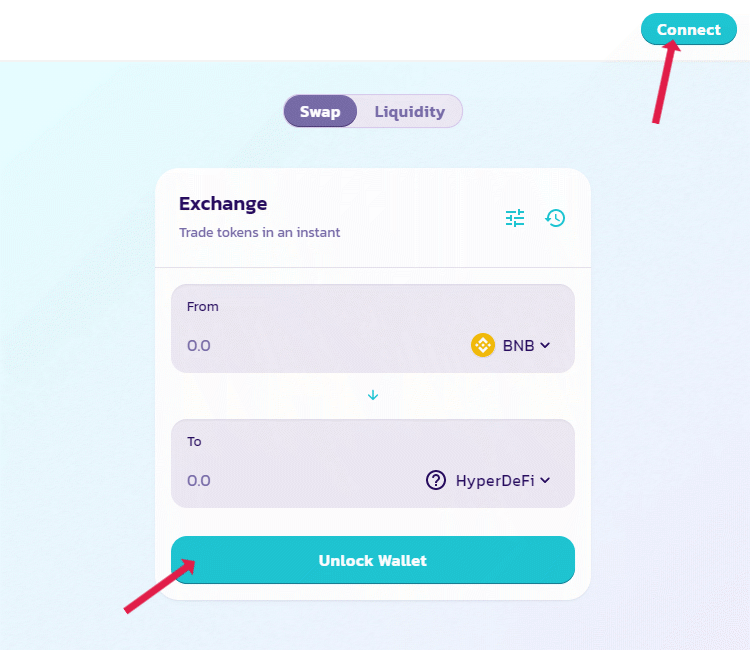 Connect
Swap Liquidity
Exchange
Trade tokens in an instant
From
0.0 BNB
To
0.0 HyperDeFi
Unlock Wallet